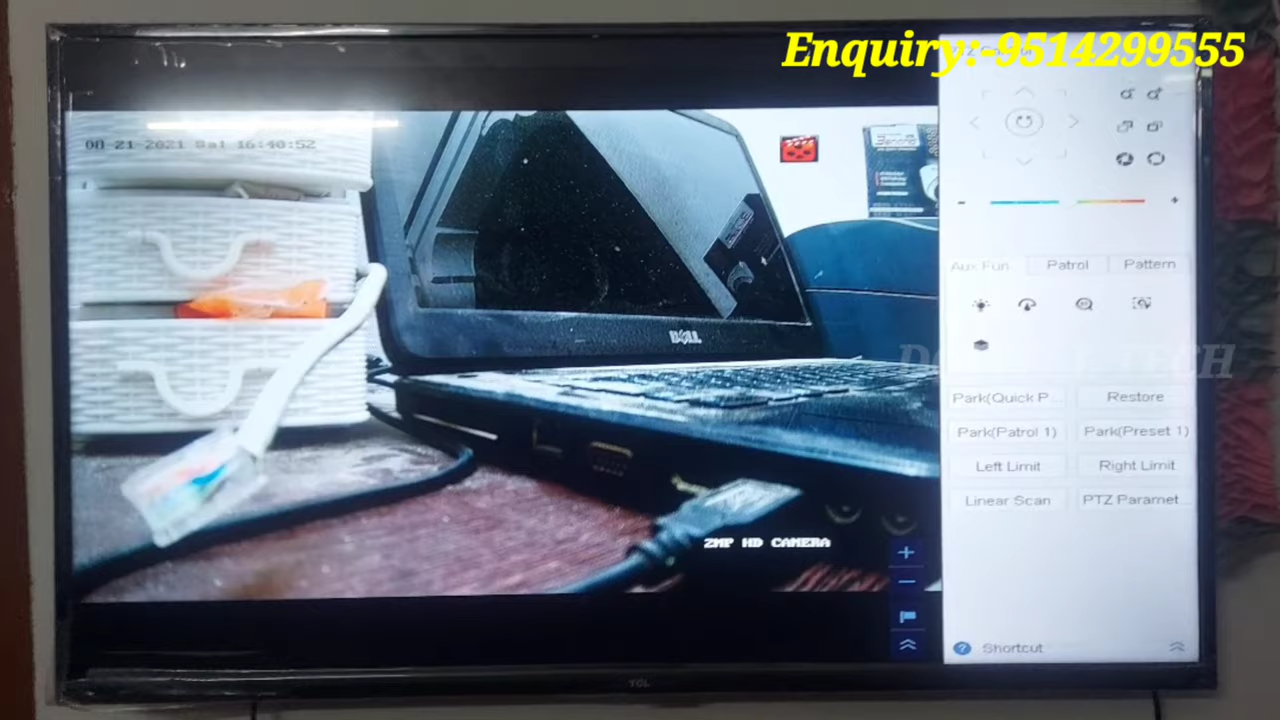 Enquiry:-9514299555
08-21-2021 Sat 16:40:52
DELL
Aux Fun
Patrol
Pattern
TECH
Park(Quick P...
Restore
Park(Patrol 1)
Park(Preset 1)
Left Limit
Right Limit
Linear Scan
PTZ Paramet...
2MP HD CAMERA
Shortcut
TCL